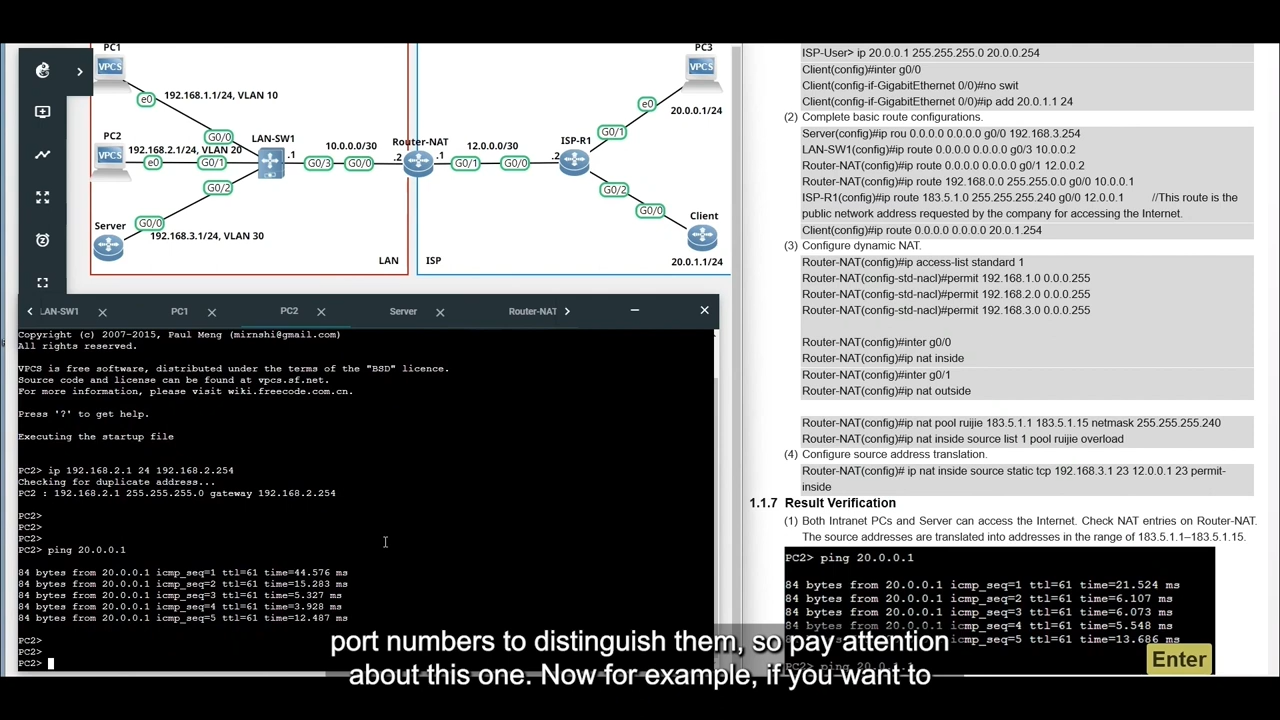 PC1
VPCS
e0
192.168.1.1/24, VLAN 10
G0/0
PC2
VPCS
192.168.2.1/24, VLAN 20
e0
G0/1
LAN-SW1
.1
G0/2
Server
G0/0
192.168.3.1/24, VLAN 30
10.0.0.0/30
G0/3
G0/0
.2
Router-NAT
.1
12.0.0.0/30
G0/1
G0/0
.2
ISP-R1
G0/1
e0
PC3
VPCS
20.0.0.1/24
G0/2
G0/0
Client
20.0.1.1/24
LAN
ISP
LAN-SW1
PC1
PC2
Server
Router-NAT
Copyright (c) 2007-2015, Paul Meng (mirnshi@gmail.com)
All rights reserved.
VPCS is free software, distributed under the terms of the "BSD" licence.
Source code and license can be found at vpcs.sf.net.
For more information, please visit wiki.freecode.com.cn.
Press '?' to get help.
Executing the startup file
PC2> ip 192.168.2.1 24 192.168.2.254
Checking for duplicate address...
PC2 : 192.168.2.1 255.255.255.0 gateway 192.168.2.254
PC2>
PC2>
PC2>
PC2> ping 20.0.0.1
84 bytes from 20.0.0.1 icmp_seq=1 ttl=61 time=44.576 ms
84 bytes from 20.0.0.1 icmp_seq=2 ttl=61 time=15.283 ms
84 bytes from 20.0.0.1 icmp_seq=3 ttl=61 time=5.327 ms
84 bytes from 20.0.0.1 icmp_seq=4 ttl=61 time=3.928 ms
84 bytes from 20.0.0.1 icmp_seq=5 ttl=61 time=12.487 ms
PC2>
PC2>
PC2>
ISP-User> ip 20.0.0.1 255.255.255.0 20.0.0.254
Client(config)#inter g0/0
Client(config-if-GigabitEthernet 0/0)#no swit
Client(config-if-GigabitEthernet 0/0)#ip add 20.0.1.1 24
(2) Complete basic route configurations.
Server(config)#ip rou 0.0.0.0 0.0.0.0 g0/0 192.168.3.254
LAN-SW1(config)#ip route 0.0.0.0 0.0.0.0 g0/3 10.0.0.2
Router-NAT(config)#ip route 0.0.0.0 0.0.0.0 g0/1 12.0.0.2
Router-NAT(config)#ip route 192.168.0.0 255.255.0.0 g0/0 10.0.0.1
ISP-R1(config)#ip route 183.5.1.0 255.255.255.240 g0/0 12.0.0.1 //This route is the
public network address requested by the company for accessing the Internet.
Client(config)#ip route 0.0.0.0 0.0.0.0 20.0.1.254
(3) Configure dynamic NAT.
Router-NAT(config)#ip access-list standard 1
Router-NAT(config-std-nacl)#permit 192.168.1.0 0.0.0.255
Router-NAT(config-std-nacl)#permit 192.168.2.0 0.0.0.255
Router-NAT(config-std-nacl)#permit 192.168.3.0 0.0.0.255
Router-NAT(config)#inter g0/0
Router-NAT(config)#ip nat inside
Router-NAT(config)#inter g0/1
Router-NAT(config)#ip nat outside
Router-NAT(config)#ip nat pool ruijie 183.5.1.1 183.5.1.15 netmask 255.255.255.240
Router-NAT(config)#ip nat inside source list 1 pool ruijie overload
(4) Configure source address translation.
Router-NAT(config)# ip nat inside source static tcp 192.168.3.1 23 12.0.0.1 23 permit-
inside
1.1.7 Result Verification
(1) Both Intranet PCs and Server can access the Internet. Check NAT entries on Router-NAT.
The source addresses are translated into addresses in the range of 183.5.1.1–183.5.1.15.
PC2> ping 20.0.0.1
84 bytes from 20.0.0.1 icmp_seq=1 ttl=61 time=21.524 ms
84 bytes from 20.0.0.1 icmp_seq=2 ttl=61 time=6.107 ms
84 bytes from 20.0.0.1 icmp_seq=3 ttl=61 time=6.073 ms
84 bytes from 20.0.0.1 icmp_seq=4 ttl=61 time=5.548 ms
icmp_seq=5 ttl=61 time=13.686 ms
Enter
port numbers to distinguish them, so pay attention
about this one. Now for example, if you want to